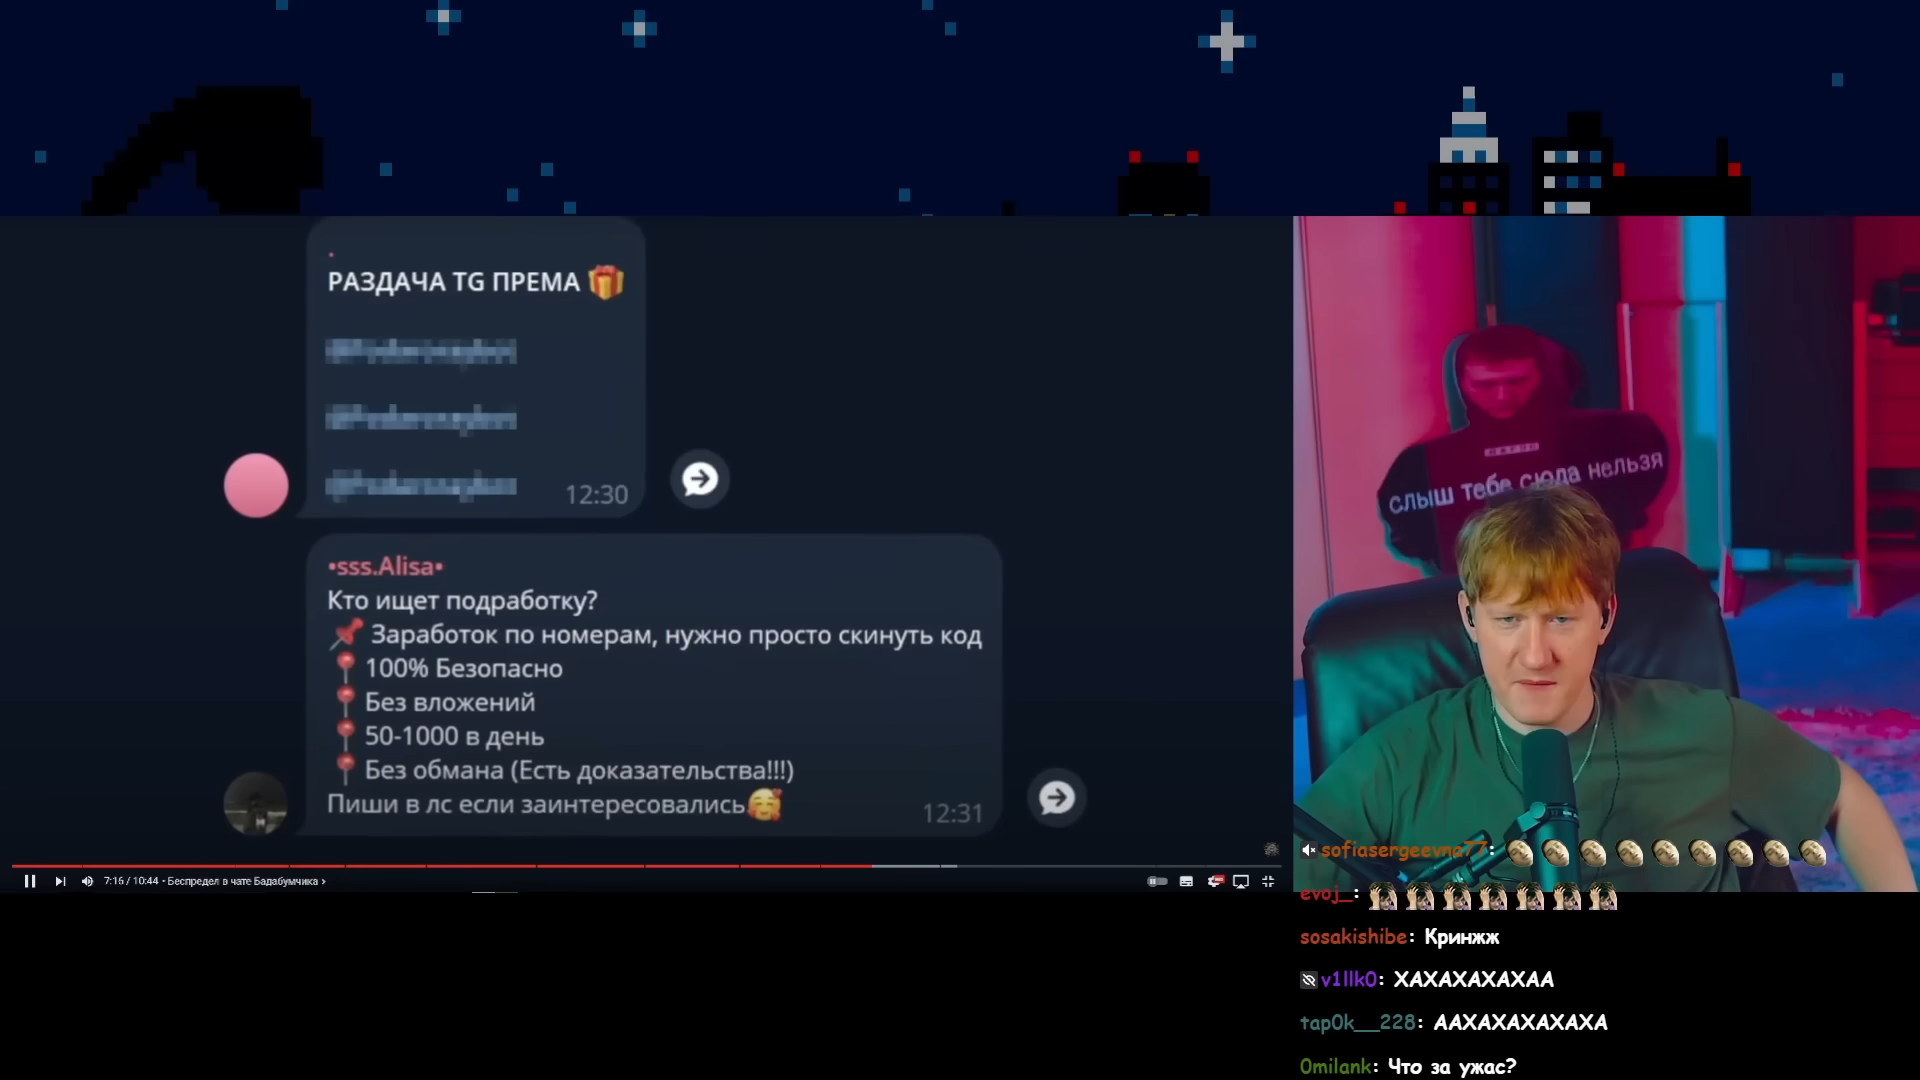 РАЗДАЧА TG ПРЕМА
12:30
•sss.Alisa•
Кто ищет подработку?
Заработок по номерам, нужно просто скинуть код
100% Безопасно
Без вложений
50-1000 в день
Без обмана (Есть доказательства!!!)
Пиши в лс если заинтересовались
12:31
7:16 / 10:44 • Беспредел в чате Бадабумчика ›
слыш тебе сюда нельзя
sofiasergeevna77:
evoj_:
sosakishibe: Кринжж
v1llk0: ХАХАХАХАХАА
tap0k__228: ААХАХАХАХАХА
0milank: Что за ужас?